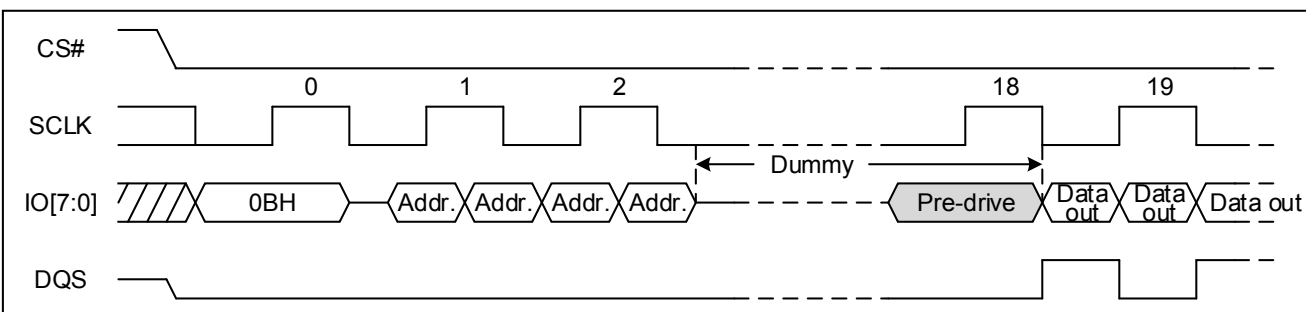 CS#
0 1 2 18 19
SCLK
Dummy
IO[7:0] 0BH Addr. Addr. Addr. Addr. Pre-drive Data out Data out Data out
DQS